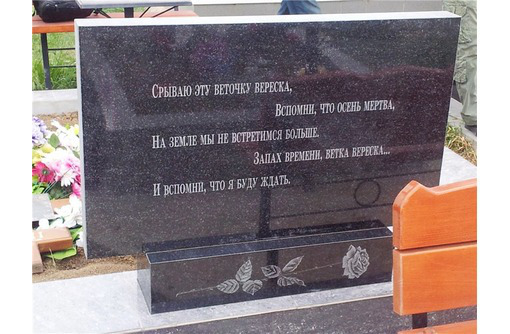 Срываю эту веточку вереска,
Вспомни, что осень мертва,
На земле мы не встретимся больше.
Запах времени, ветка вереска...
И вспомни, что я буду ждать.